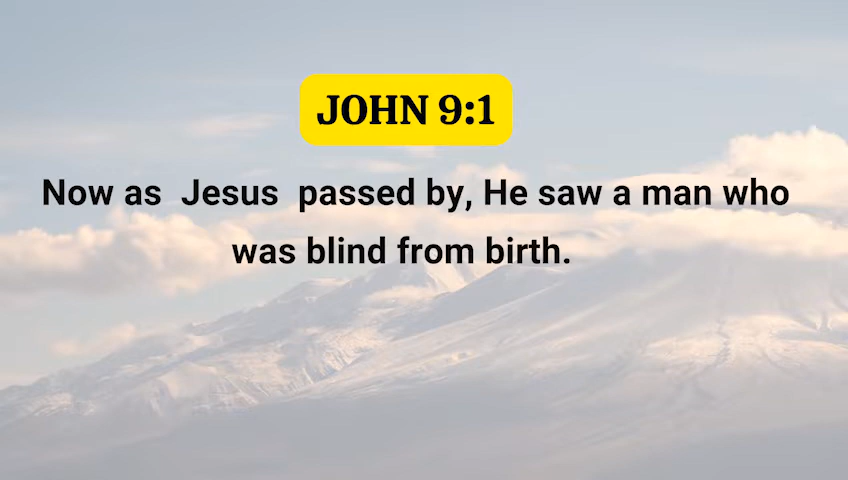 JOHN 9:1
Now as Jesus passed by, He saw a man who
was blind from birth.